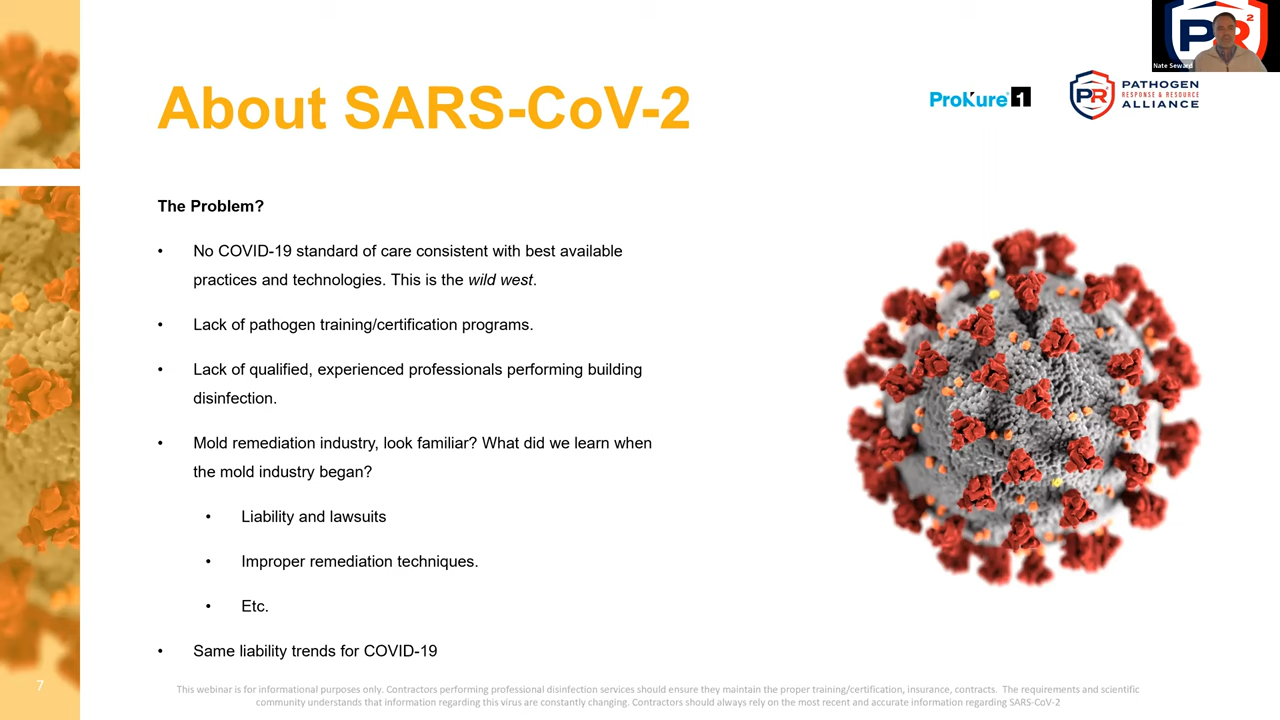 PR2
Nate Seward
About SARS-CoV-2
ProKure 1
PR
PATHOGEN
RESPONSE & RESOURCE
ALLIANCE
The Problem?
• No COVID-19 standard of care consistent with best available
practices and technologies. This is the wild west.
• Lack of pathogen training/certification programs.
• Lack of qualified, experienced professionals performing building
disinfection.
• Mold remediation industry, look familiar? What did we learn when
the mold industry began?
• Liability and lawsuits
• Improper remediation techniques.
• Etc.
• Same liability trends for COVID-19
7
This webinar is for informational purposes only. Contractors performing professional disinfection services should ensure they maintain the proper training/certification, insurance, contracts. The requirements and scientific
community understands that information regarding this virus are constantly changing. Contractors should always rely on the most recent and accurate information regarding SARS-CoV-2